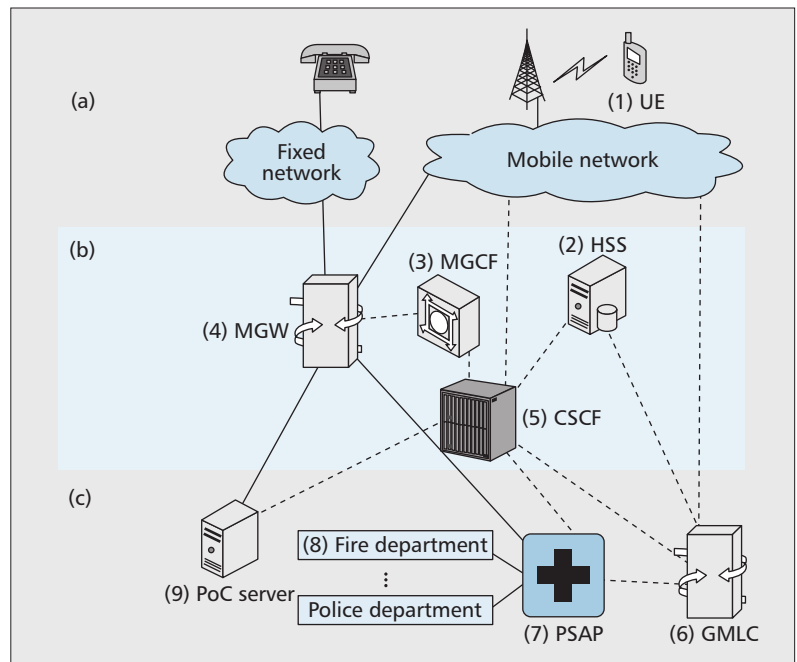 (a)
(1) UE
Fixed
network
Mobile network
(b)
(2) HSS
(3) MGCF
(4) MGW
(5) CSCF
(c)
(8) Fire department
⋮
(9) PoC server
Police department
(7) PSAP
(6) GMLC